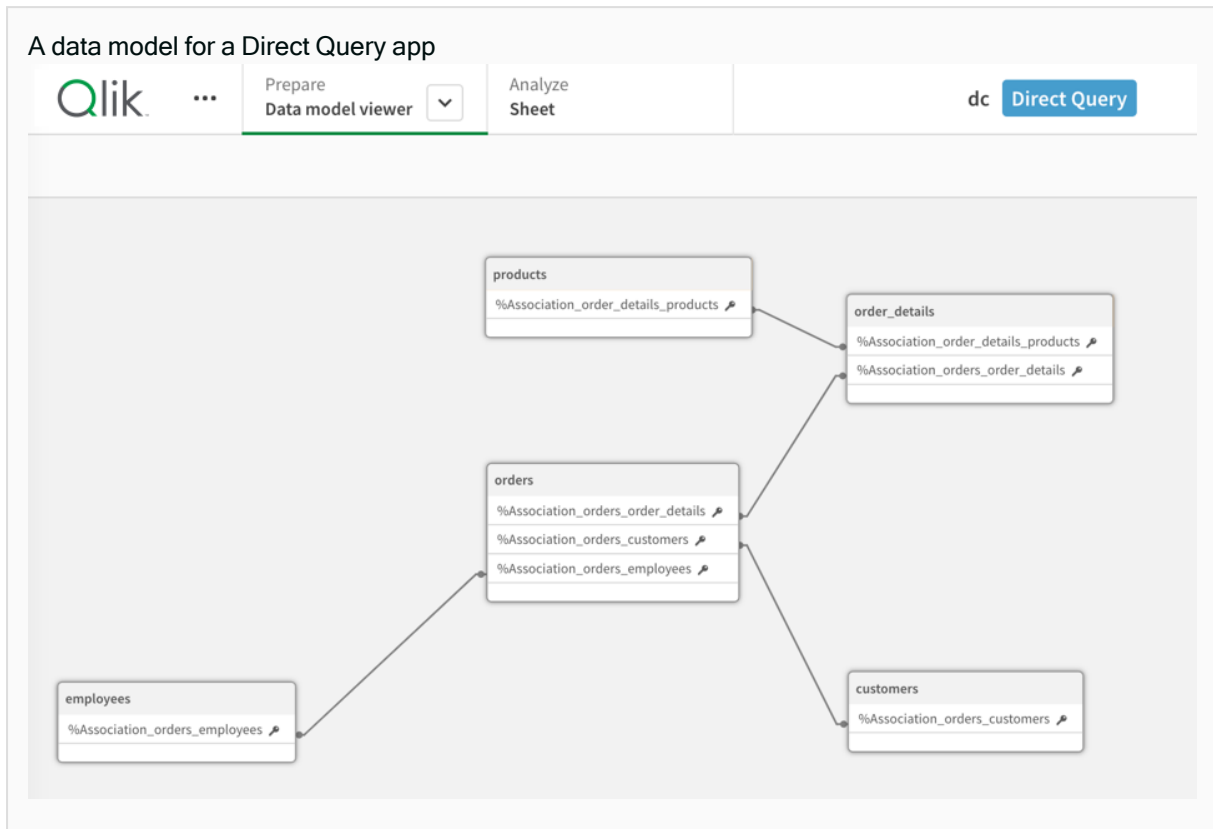 A data model for a Direct Query app
Qlik
Prepare
Data model viewer
Analyze
Sheet
dc
Direct Query
products
%Association_order_details_products
order_details
%Association_order_details_products
%Association_orders_order_details
orders
%Association_orders_order_details
%Association_orders_customers
%Association_orders_employees
employees
%Association_orders_employees
customers
%Association_orders_customers